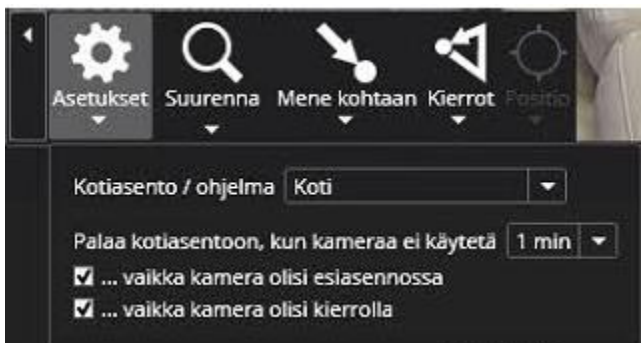 Asetukset Suurenna Mene kohtaan Kierrot Positio
Kotiasento / ohjelma Koti
Palaa kotiasentoon, kun kameraa ei käytetä 1 min
... vaikka kamera olisi esiasennossa
... vaikka kamera olisi kierrolla